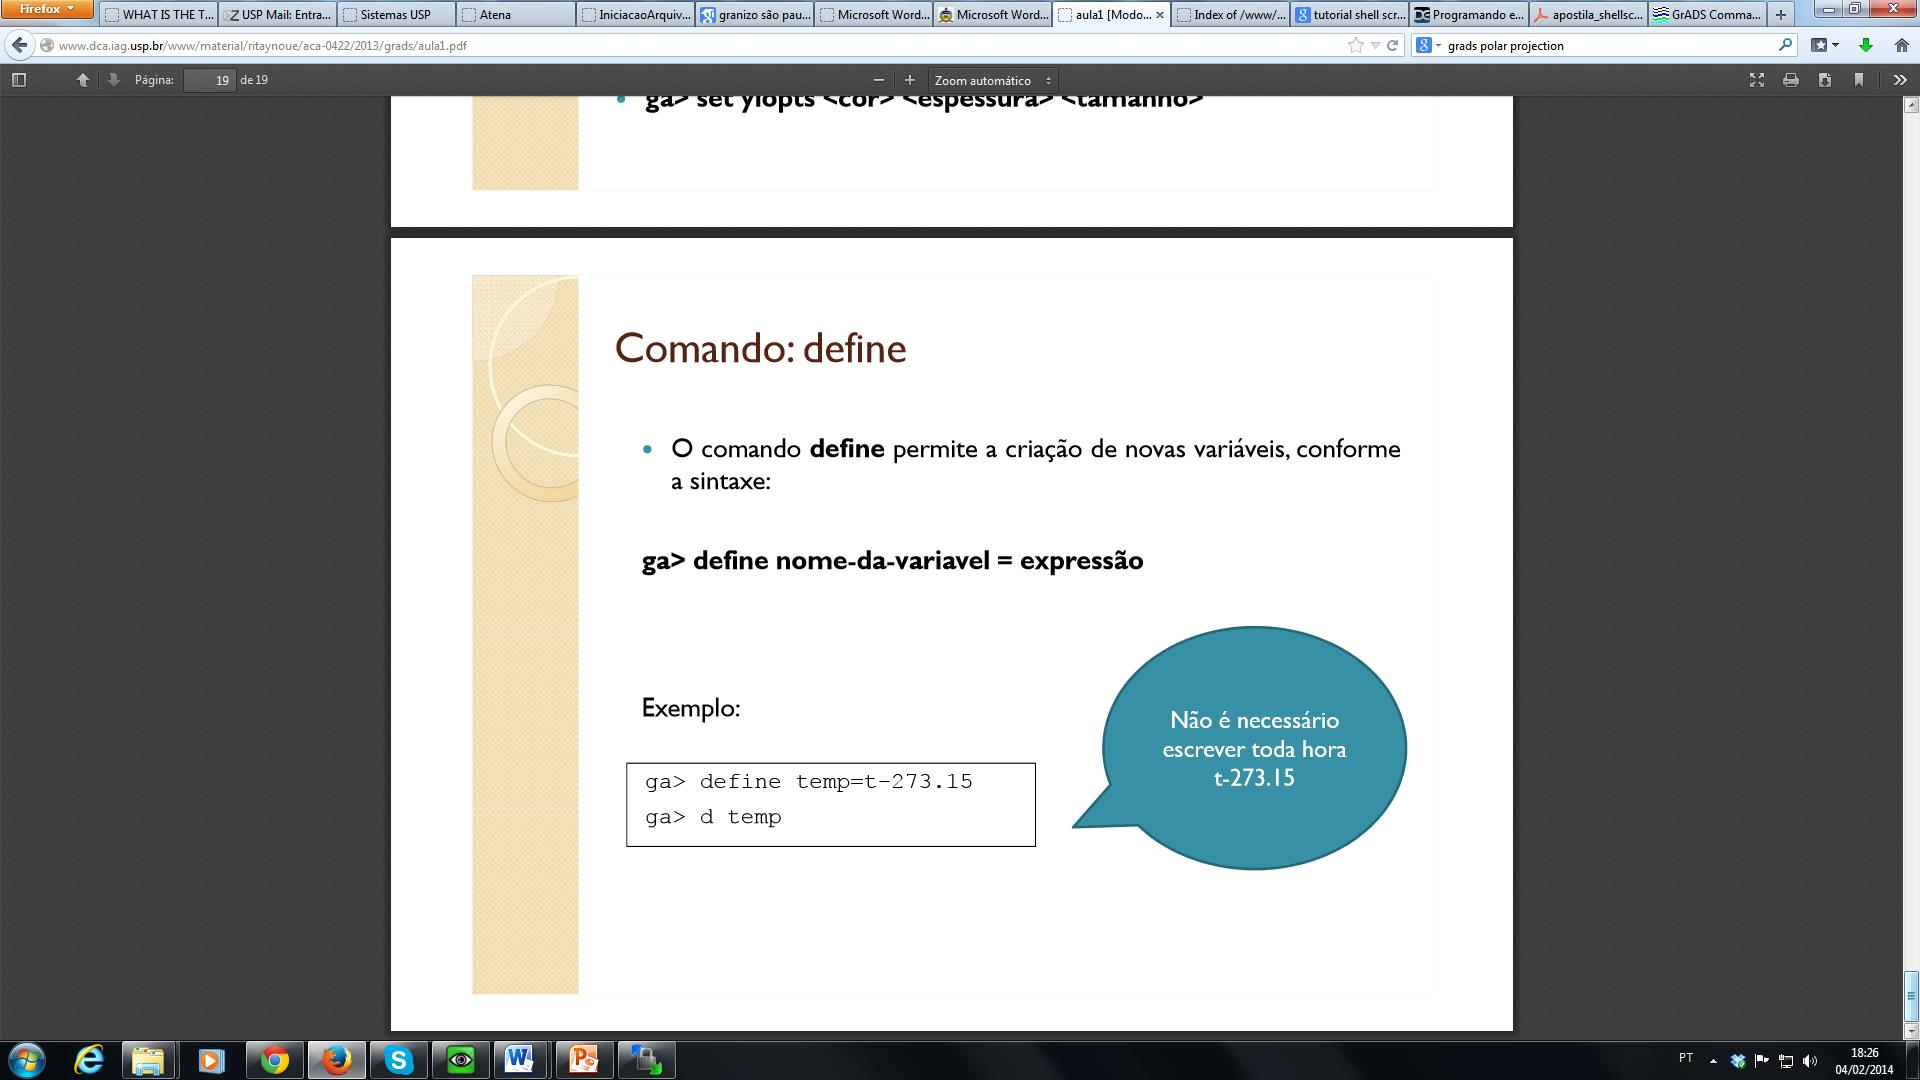 Firefox
WHAT IS THE T...
USP Mail: Entra...
Sistemas USP
Atena
IniciacaoArquiv...
granizo são pau...
Microsoft Word...
Microsoft Word...
aula1 [Modo...
Index of /www/...
tutorial shell scr...
Programando e...
apostila_shellsc...
GrADS Comma...
www.dca.iag.usp.br/www/material/ritaynoue/aca-0422/2013/grads/aula1.pdf
grads polar projection
Página: 19 de 19
Zoom automático
ga> set ylopts <cor> <espessura> <tamanho>
Comando: define
• O comando define permite a criação de novas variáveis, conforme
a sintaxe:
ga> define nome-da-variavel = expressão
Exemplo:
ga> define temp=t-273.15
ga> d temp
Não é necessário
escrever toda hora
t-273.15
PT
18:26
04/02/2014